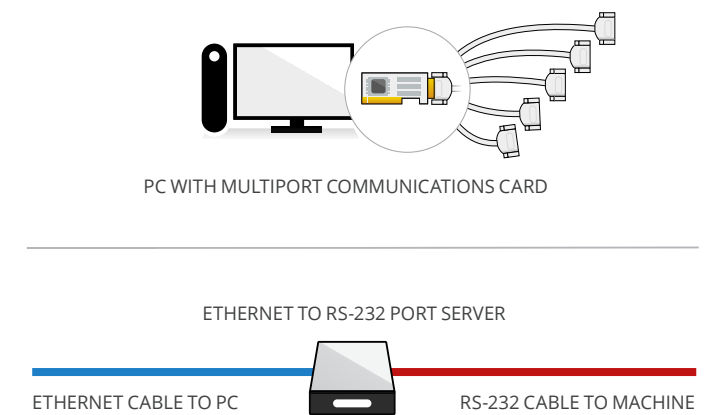 PC WITH MULTIPORT COMMUNICATIONS CARD
ETHERNET TO RS-232 PORT SERVER
ETHERNET CABLE TO PC
RS-232 CABLE TO MACHINE